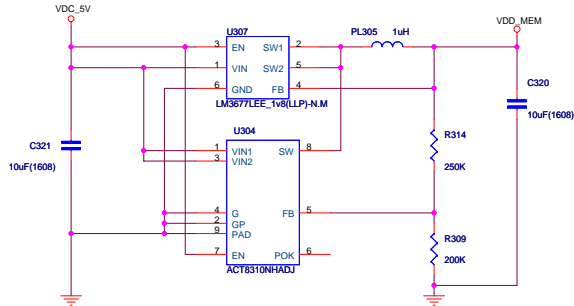 VDC_5V
VDD_MEM
U307
PL305 1uH
3 EN SW1 2
1 VIN SW2 5
6 GND FB 4
LM3677LEE_1v8(LLP)-N.M
C320
10uF(1608)
U304
C321
10uF(1608)
R314
250K
1 VIN1 SW 8
3 VIN2
4 G FB 5
2 GP
9 PAD
7 EN POK 6
ACT8310NHADJ
R309
200K